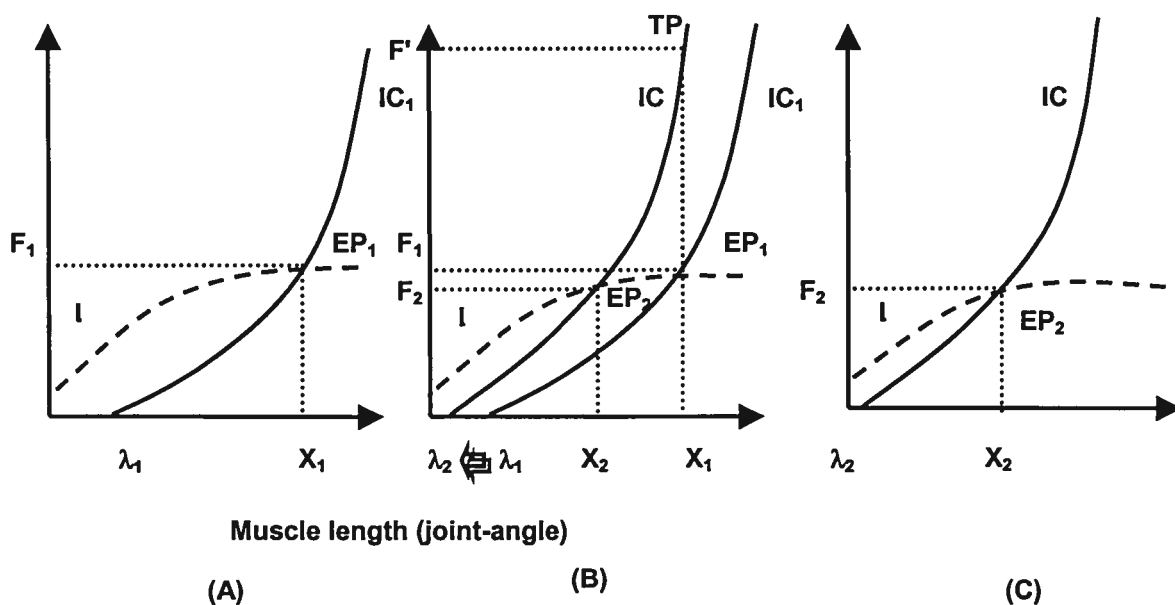 IC₁
F₁
EP₁
I
λ₁
X₁
(A)
TP
F'
IC
IC₁
F₁
EP₁
F₂
EP₂
I
λ₂ λ₁ X₂ X₁
Muscle length (joint-angle)
(B)
IC
F₂
I
EP₂
λ₂
X₂
(C)